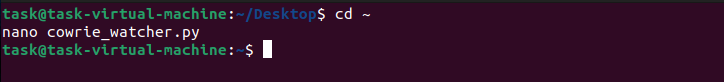 task@task-virtual-machine:~/Desktop$ cd ~
nano cowrie_watcher.py
task@task-virtual-machine:~$